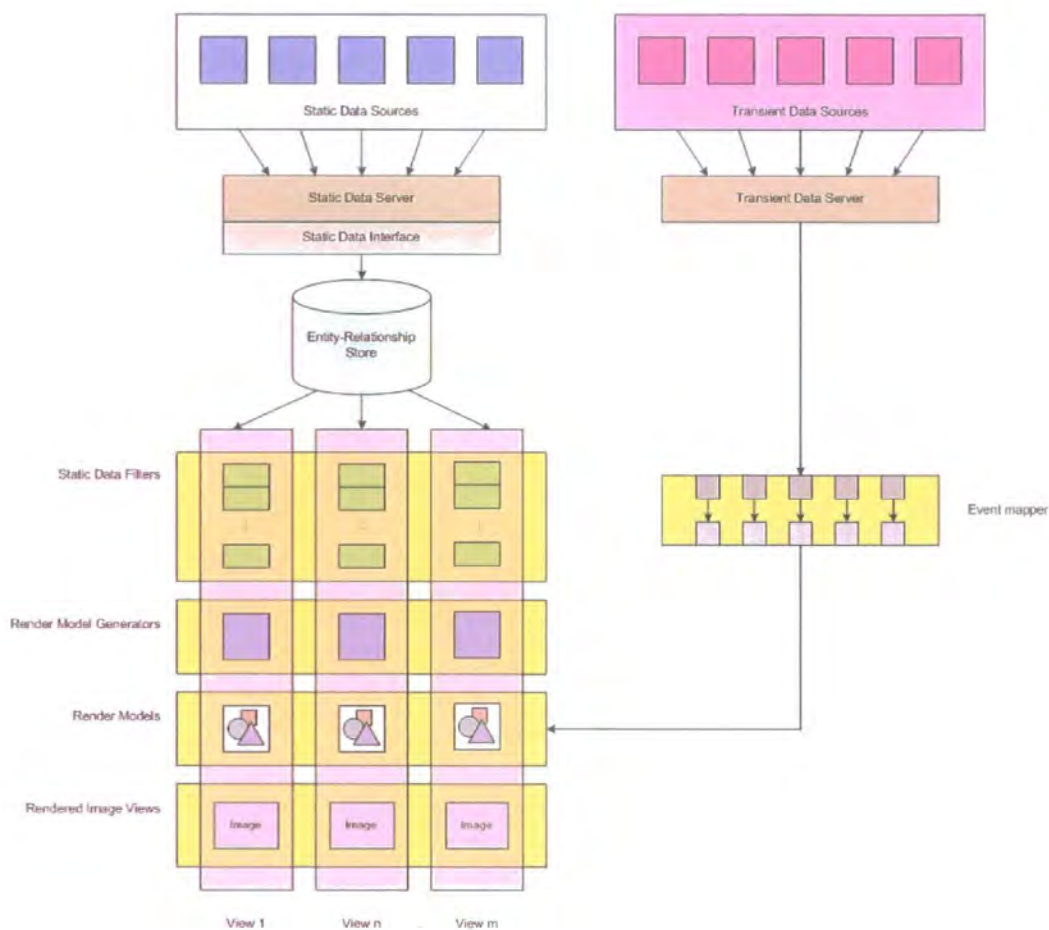 Static Data Sources
Transient Data Sources
Static Data Server
Transient Data Server
Static Data Interface
Entity-Relationship
Store
Static Data Filters
Event mapper
Render Model Generators
Render Models
Rendered Image Views
Image
Image
Image
View 1
View n
View m